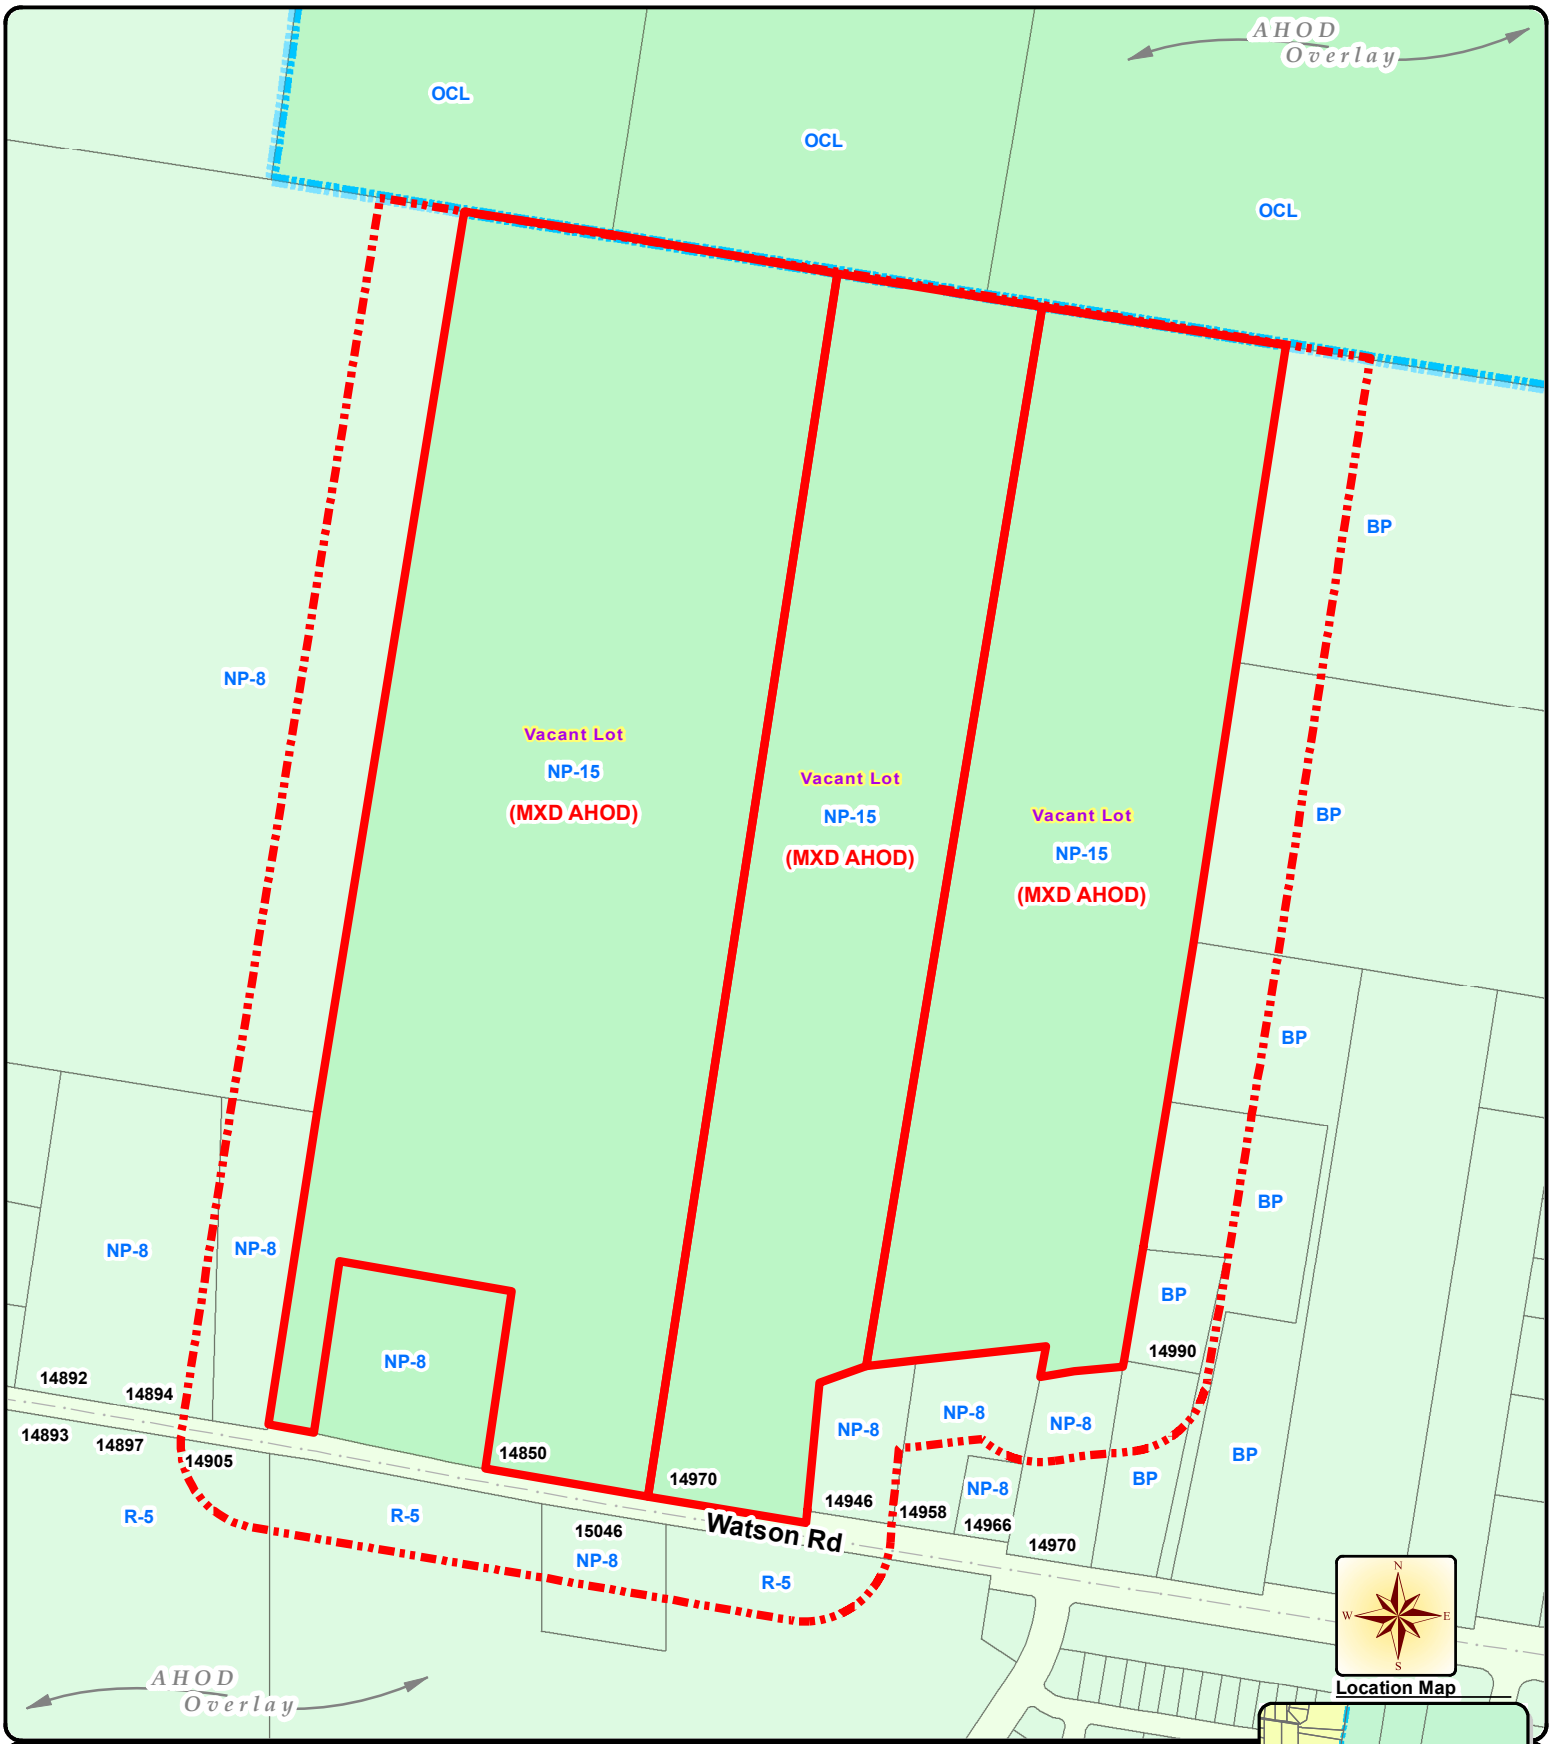 AHOD
Overlay
OCL
OCL
OCL
BP
NP-8
Vacant Lot
NP-15
(MXD AHOD)
Vacant Lot
NP-15
(MXD AHOD)
Vacant Lot
NP-15
(MXD AHOD)
BP
BP
BP
NP-8
NP-8
BP
14990
NP-8
14892
14894
NP-8
NP-8
NP-8
14893
14897
14905
14850
14970
BP
BP
NP-8
14946
14958
14966
14970
R-5
R-5
15046
NP-8
Watson Rd
R-5
N
W
E
S
AHOD
Overlay
Location Map